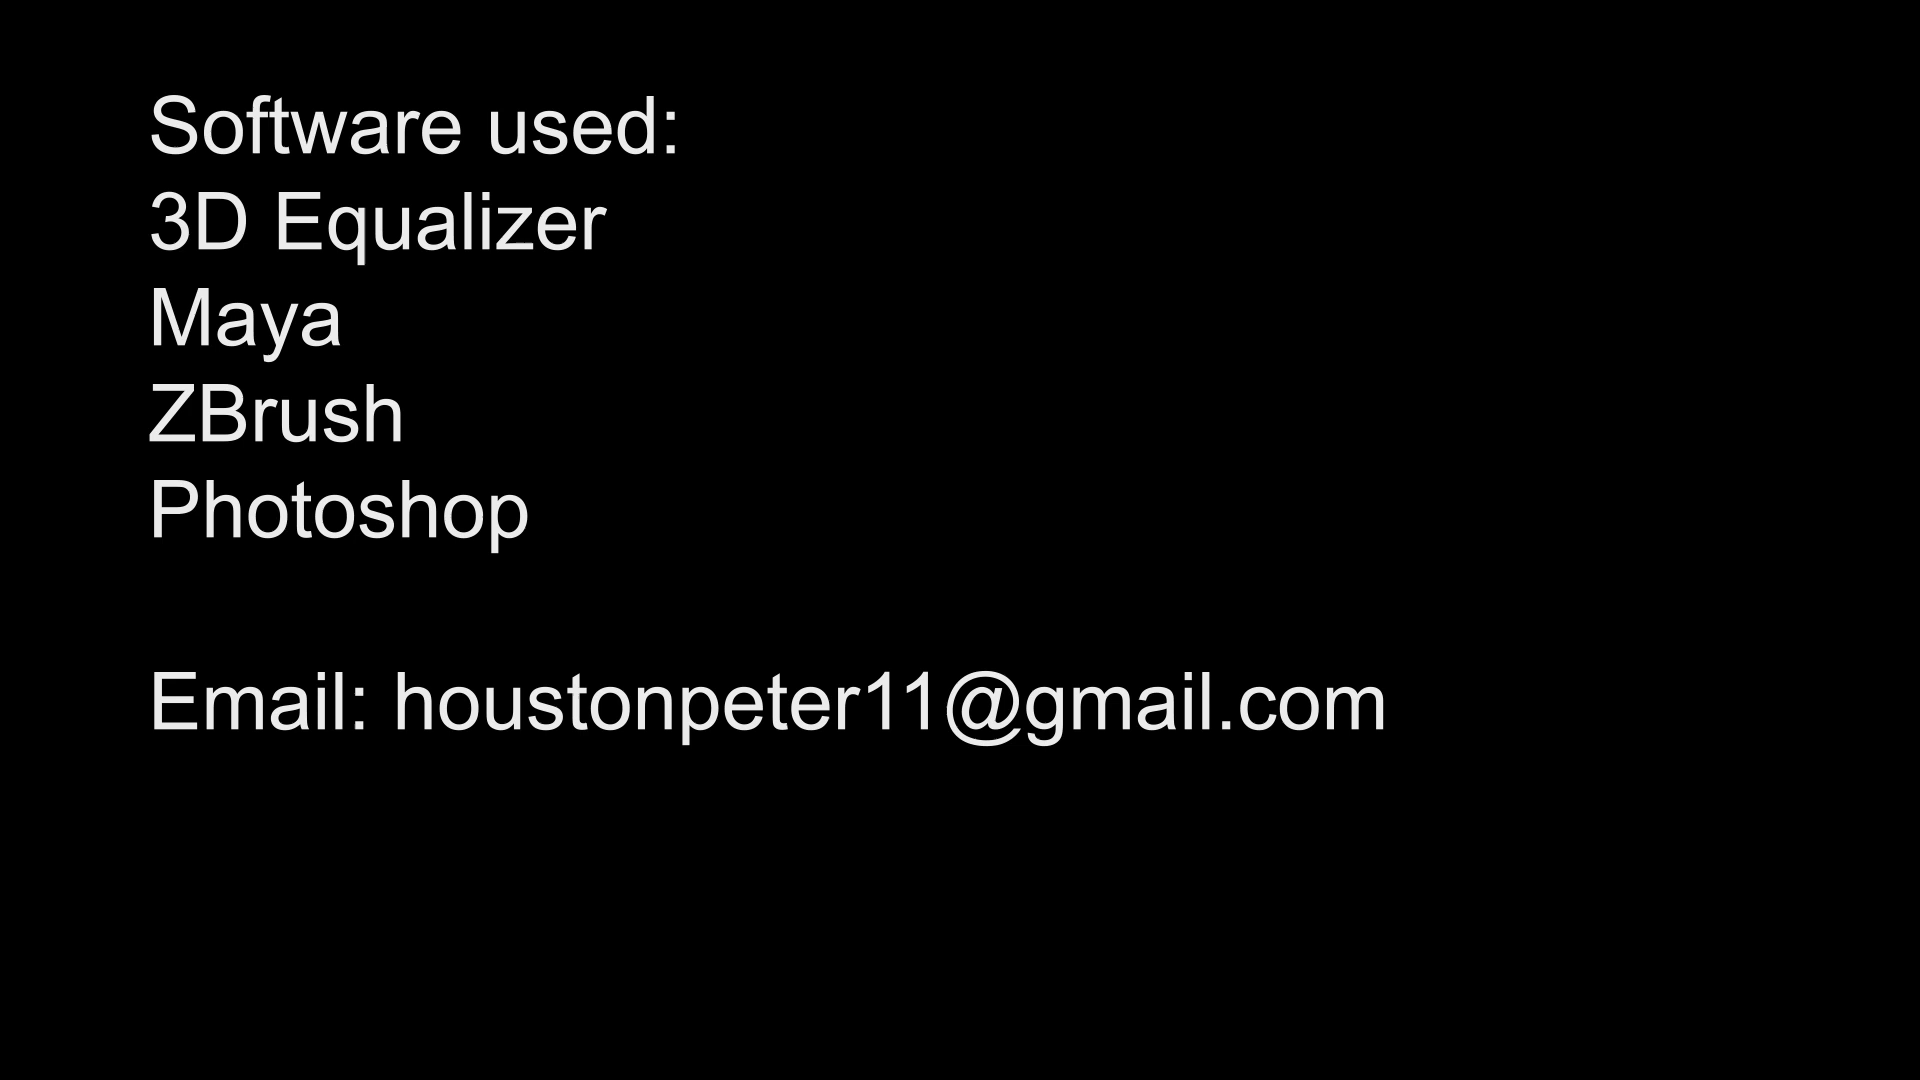 Software used:
3D Equalizer
Maya
ZBrush
Photoshop
Email: houstonpeter11@gmail.com